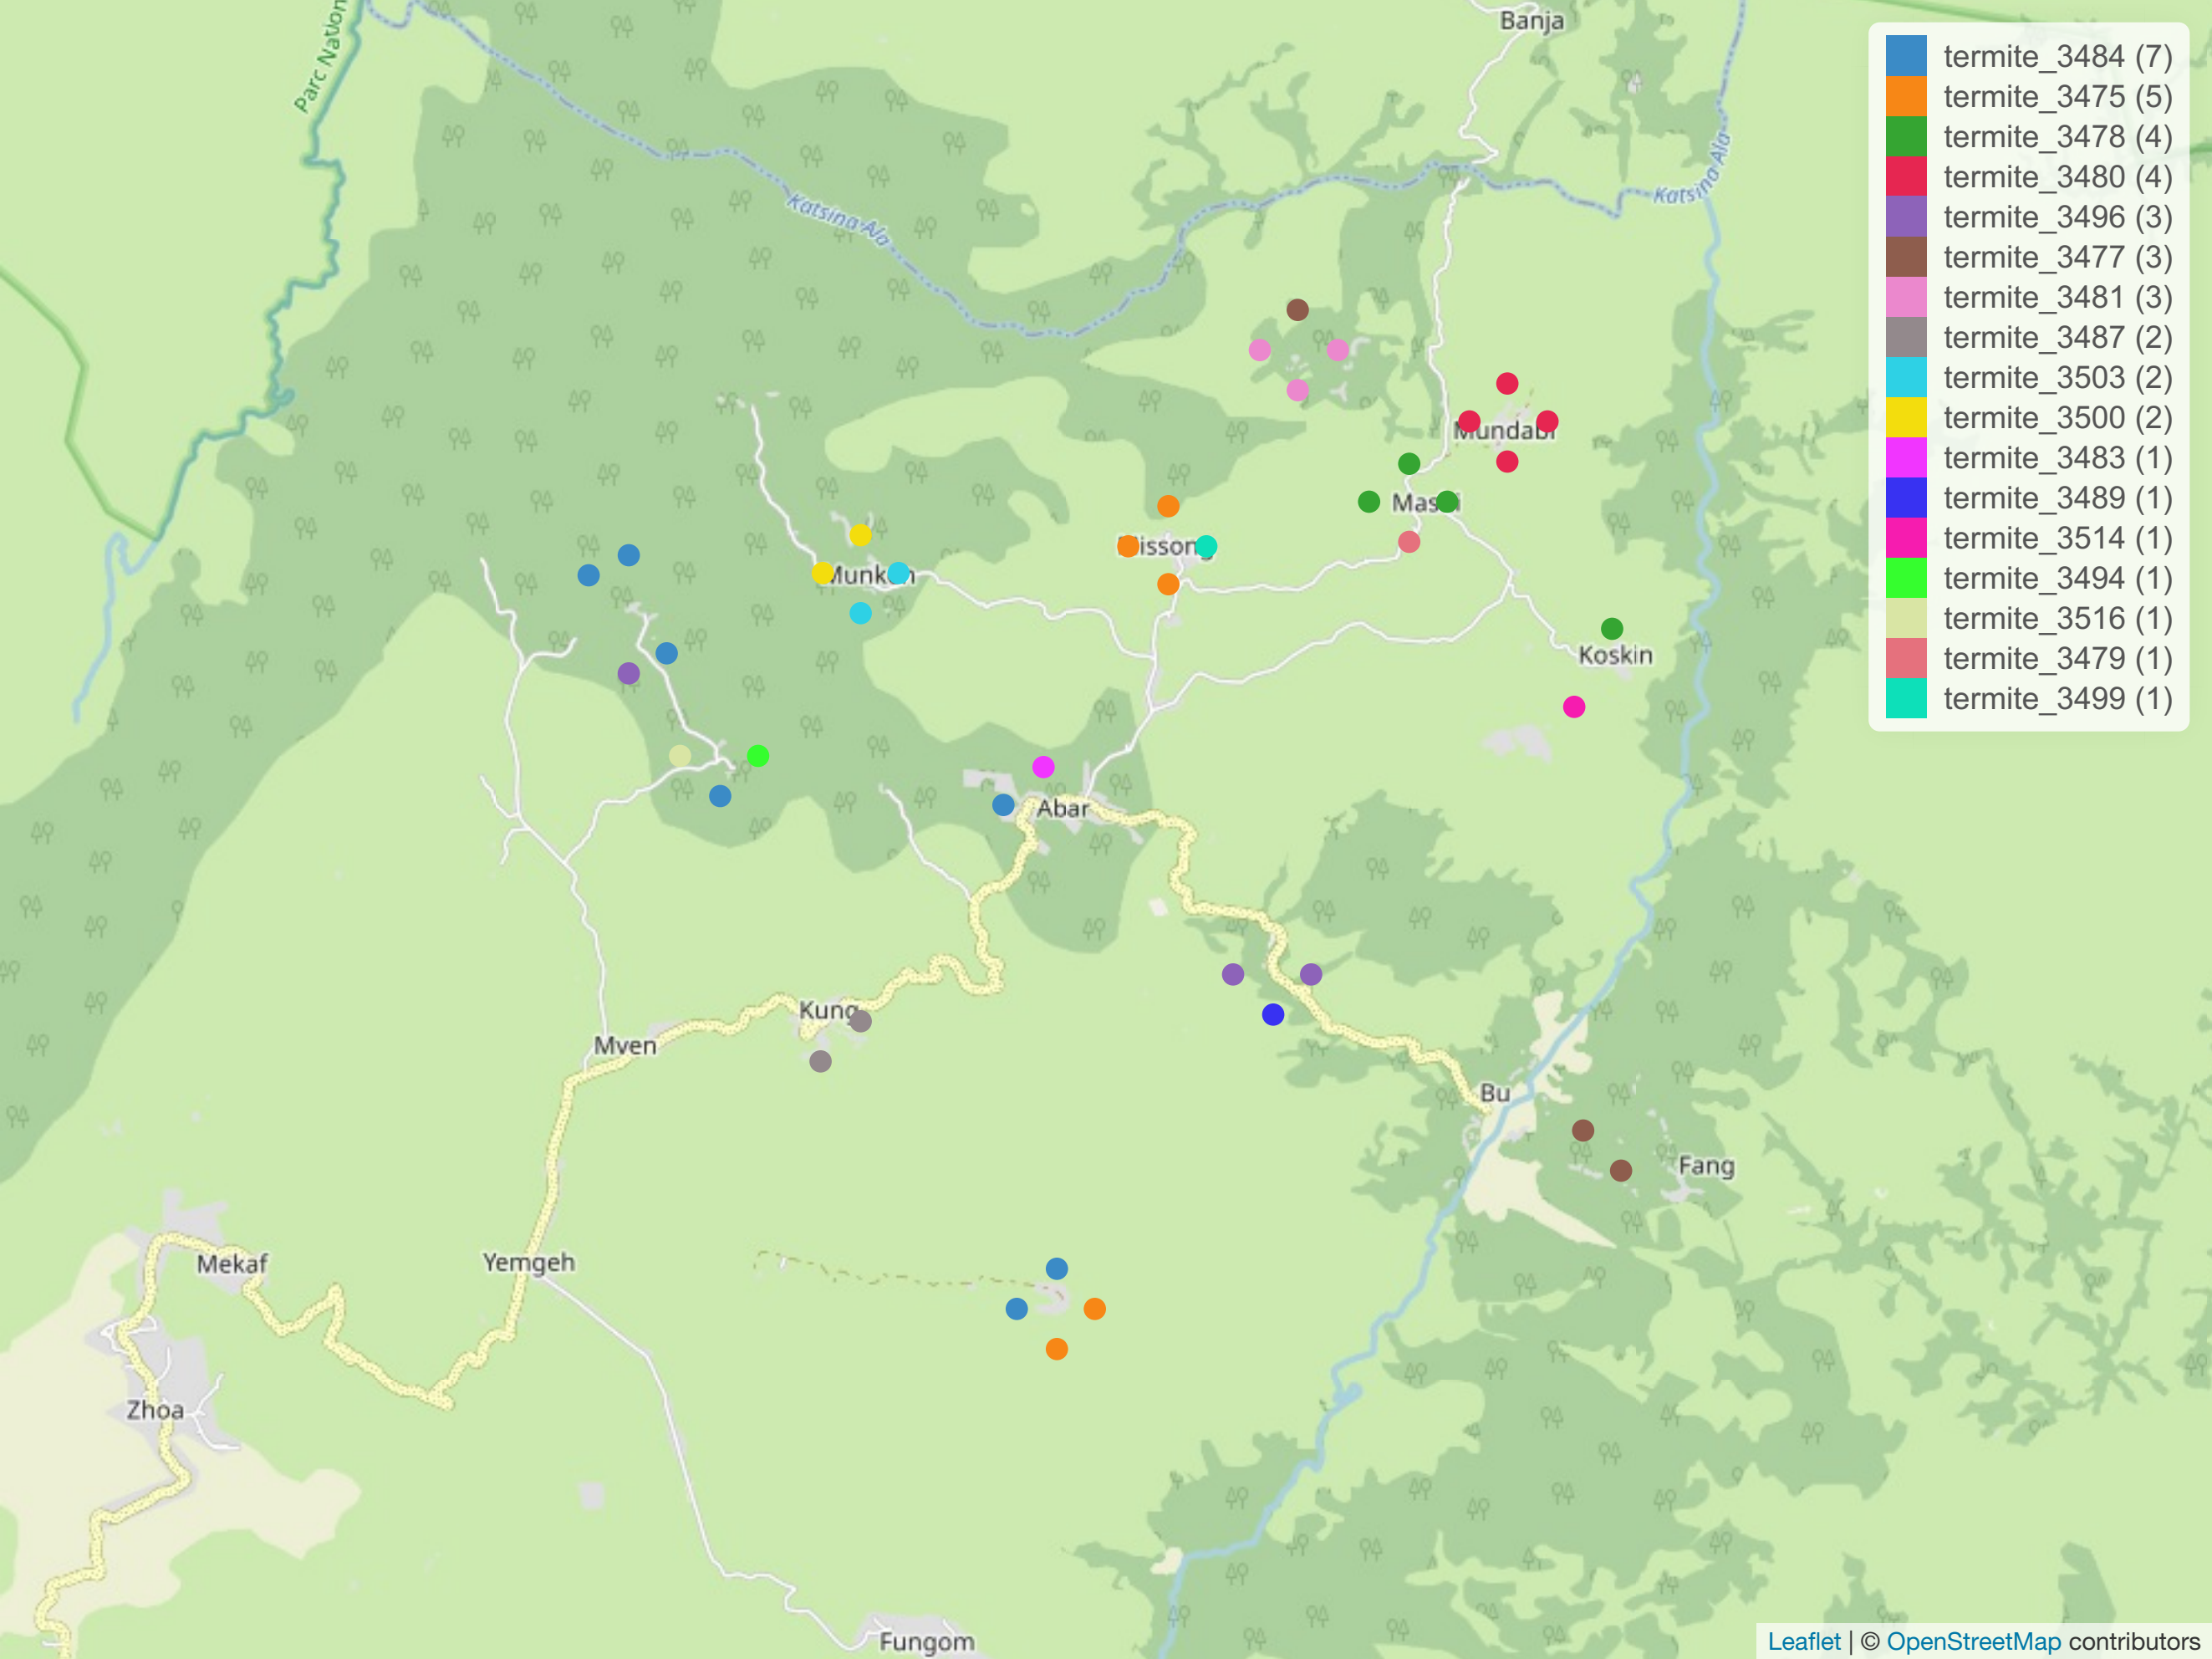 Banja
Parc Nation
Katsina Ala
Katsina Ala
termite_3484 (7)
termite_3475 (5)
termite_3478 (4)
termite_3480 (4)
termite_3496 (3)
termite_3477 (3)
termite_3481 (3)
termite_3487 (2)
termite_3503 (2)
termite_3500 (2)
termite_3483 (1)
termite_3489 (1)
termite_3514 (1)
termite_3494 (1)
termite_3516 (1)
termite_3479 (1)
termite_3499 (1)
Mundabi
Koskin
Abar
Kung
Mven
Bu
Fang
Mekaf
Yemgeh
Zhoa
Fungom
Leaflet | © OpenStreetMap contributors